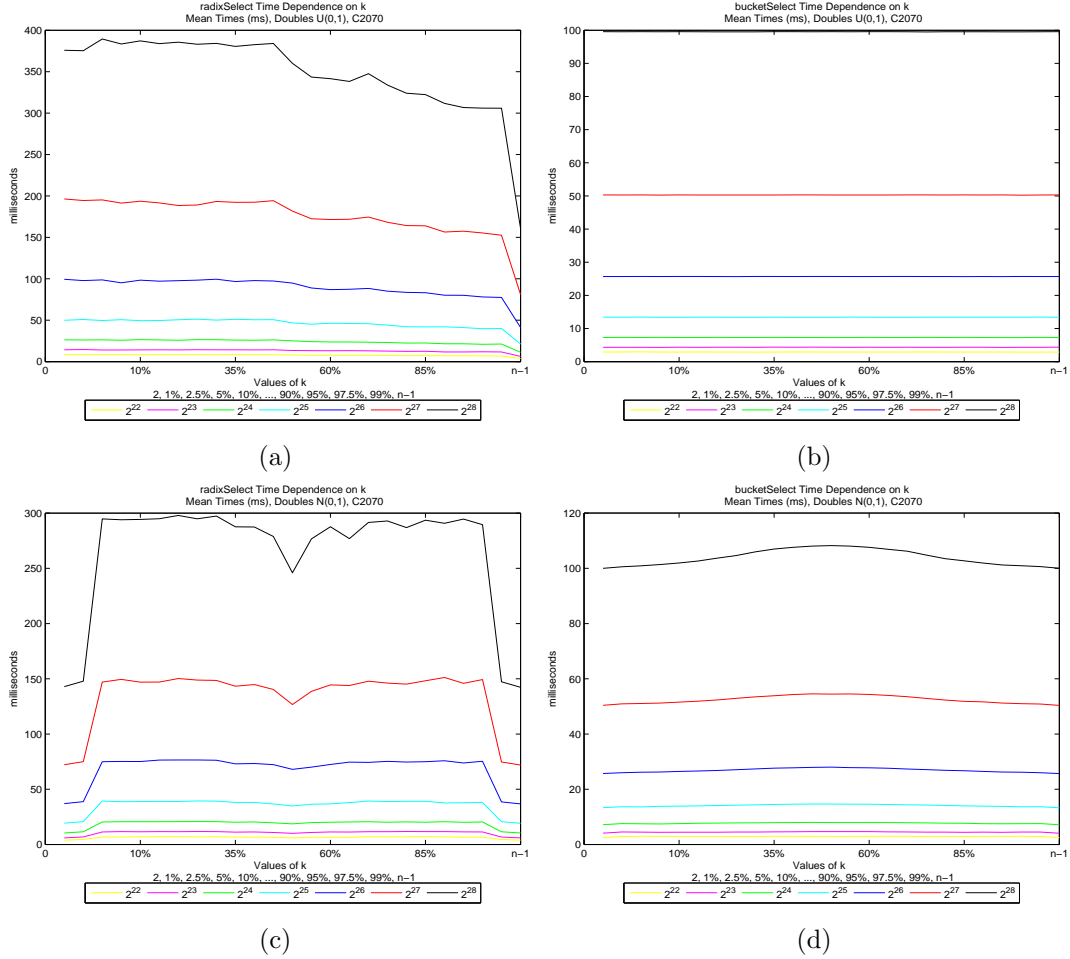 radixSelect Time Dependence on k
Mean Times (ms), Doubles U(0,1), C2070
400
350
300
250
200
150
100
50
0
milliseconds
0 10% 35% 60% 85% n−1
Values of k
2, 1%, 2.5%, 5%, 10%, ..., 90%, 95%, 97.5%, 99%, n−1
2^22 2^23 2^24 2^25 2^26 2^27 2^28
(a)
bucketSelect Time Dependence on k
Mean Times (ms), Doubles U(0,1), C2070
100
90
80
70
60
50
40
30
20
10
0
milliseconds
0 10% 35% 60% 85% n−1
Values of k
2, 1%, 2.5%, 5%, 10%, ..., 90%, 95%, 97.5%, 99%, n−1
2^22 2^23 2^24 2^25 2^26 2^27 2^28
(b)
radixSelect Time Dependence on k
Mean Times (ms), Doubles N(0,1), C2070
300
250
200
150
100
50
0
milliseconds
0 10% 35% 60% 85% n−1
Values of k
2, 1%, 2.5%, 5%, 10%, ..., 90%, 95%, 97.5%, 99%, n−1
2^22 2^23 2^24 2^25 2^26 2^27 2^28
(c)
bucketSelect Time Dependence on k
Mean Times (ms), Doubles N(0,1), C2070
120
100
80
60
40
20
0
milliseconds
0 10% 35% 60% 85% n−1
Values of k
2, 1%, 2.5%, 5%, 10%, ..., 90%, 95%, 97.5%, 99%, n−1
2^22 2^23 2^24 2^25 2^26 2^27 2^28
(d)